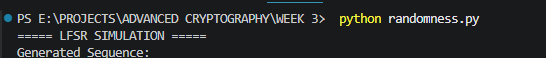 PS E:\PROJECTS\ADVANCED CRYPTOGRAPHY\WEEK 3> python randomness.py
===== LFSR SIMULATION =====
Generated Sequence: